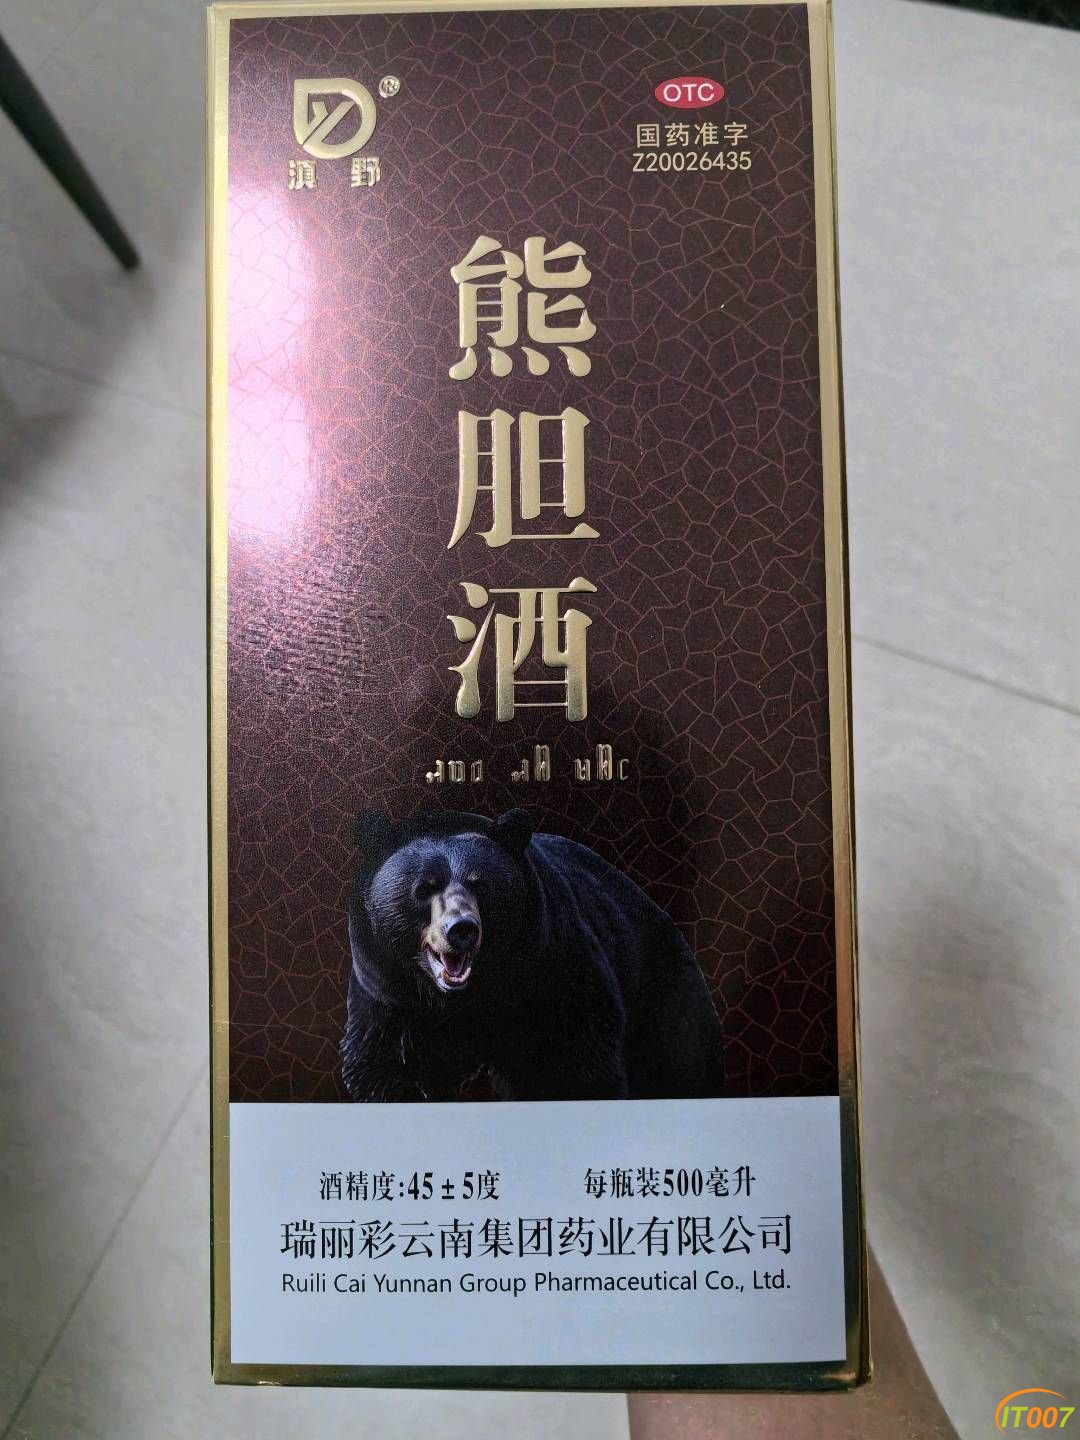 滇野
OTC
国药准字
Z20026435
熊
胆
酒
酒精度:45±5度
每瓶装500毫升
瑞丽彩云南集团药业有限公司
Ruili Cai Yunnan Group Pharmaceutical Co., Ltd.
IT007